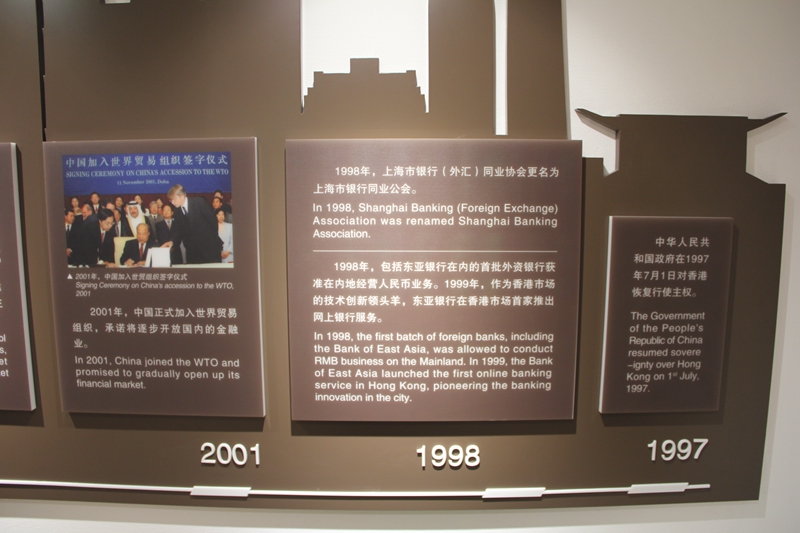 中国加入世界贸易组织签字仪式
SIGNING CEREMONY ON CHINA'S ACCESSION TO THE WTO
11 November 2001, Doha
▲ 2001年，中国加入世贸组织签字仪式
Signing Ceremony on China's accession to the WTO,
2001
2001年，中国正式加入世界贸易
组织，承诺将逐步开放国内的金融
业。
In 2001, China joined the WTO and
promised to gradually open up its
financial market.
2001
1998年，上海市银行（外汇）同业协会更名为
上海市银行同业公会。
In 1998, Shanghai Banking (Foreign Exchange)
Association was renamed Shanghai Banking
Association.
1998年，包括东亚银行在内的首批外资银行获
准在内地经营人民币业务。1999年，作为香港市场
的技术创新领头羊，东亚银行在香港市场首家推出
网上银行服务。
In 1998, the first batch of foreign banks, including
the Bank of East Asia, was allowed to conduct
RMB business on the Mainland. In 1999, the Bank
of East Asia launched the first online banking
service in Hong Kong, pioneering the banking
innovation in the city.
1998
中华人民共
和国政府在1997
年7月1日对香港
恢复行使主权。
The Government
of the People's
Republic of China
resumed sovere
-ignty over Hong
Kong on 1st July,
1997.
1997